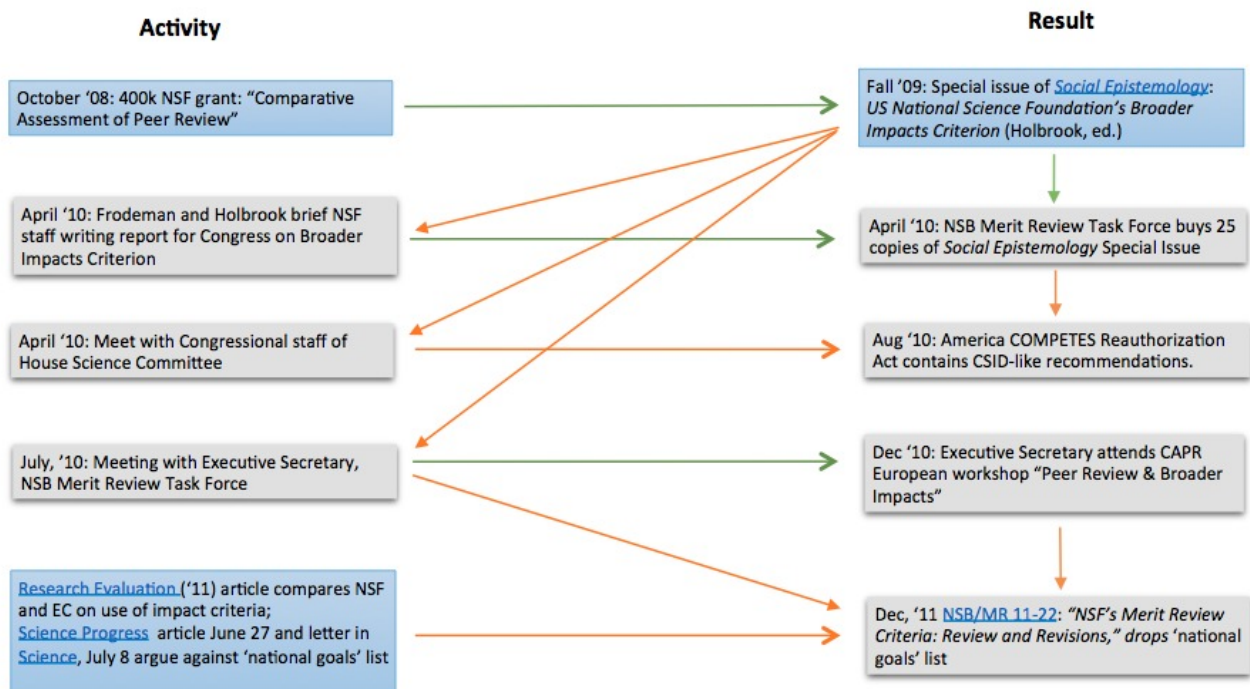 Activity
Result
October ‘08: 400k NSF grant: “Comparative
Assessment of Peer Review”
Fall ’09: Special issue of Social Epistemology:
US National Science Foundation’s Broader
Impacts Criterion (Holbrook, ed.)
April ‘10: Frodeman and Holbrook brief NSF
staff writing report for Congress on Broader
Impacts Criterion
April ‘10: NSB Merit Review Task Force buys 25
copies of Social Epistemology Special Issue
April ‘10: Meet with Congressional staff of
House Science Committee
Aug ‘10: America COMPETES Reauthorization
Act contains CSID-like recommendations.
July, ’10: Meeting with Executive Secretary,
NSB Merit Review Task Force
Dec ‘10: Executive Secretary attends CAPR
European workshop “Peer Review & Broader
Impacts”
Research Evaluation (‘11) article compares NSF
and EC on use of impact criteria;
Science Progress article June 27 and letter in
Science, July 8 argue against ‘national goals’ list
Dec, ‘11 NSB/MR 11-22: “NSF’s Merit Review
Criteria: Review and Revisions,” drops ‘national
goals’ list